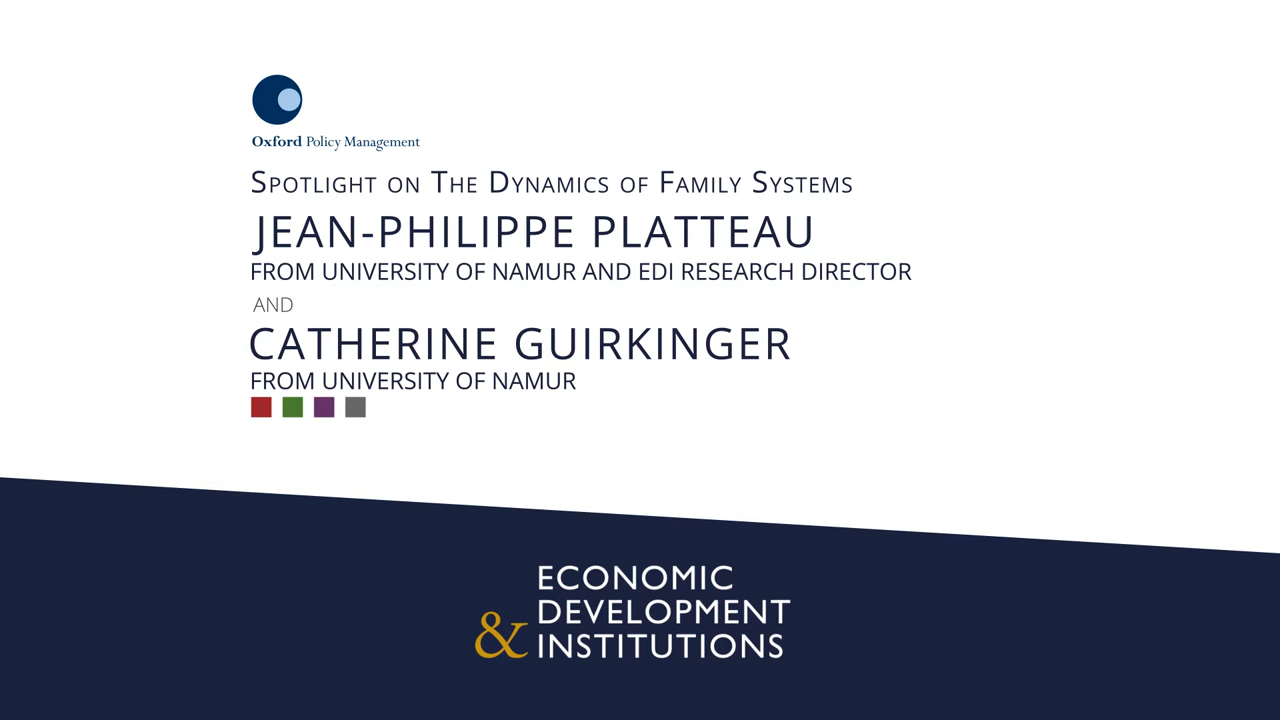 Oxford Policy Management
Spotlight on The Dynamics of Family Systems
JEAN-PHILIPPE PLATTEAU
FROM UNIVERSITY OF NAMUR AND EDI RESEARCH DIRECTOR
AND
CATHERINE GUIRKINGER
FROM UNIVERSITY OF NAMUR
ECONOMIC
DEVELOPMENT
& INSTITUTIONS